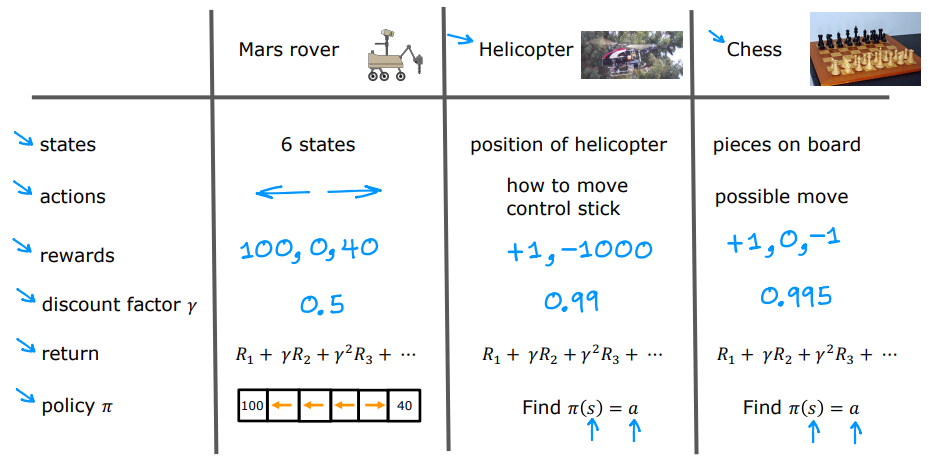 Mars rover Helicopter Chess
states 6 states position of helicopter pieces on board
actions how to move control stick possible move
rewards 100, 0, 40 +1, -1000 +1, 0, -1
discount factor γ 0.5 0.99 0.995
return R₁ + γR₂ + γ²R₃ + ⋯ R₁ + γR₂ + γ²R₃ + ⋯ R₁ + γR₂ + γ²R₃ + ⋯
policy π 100 ← ← ← → 40 Find π(s) = a Find π(s) = a